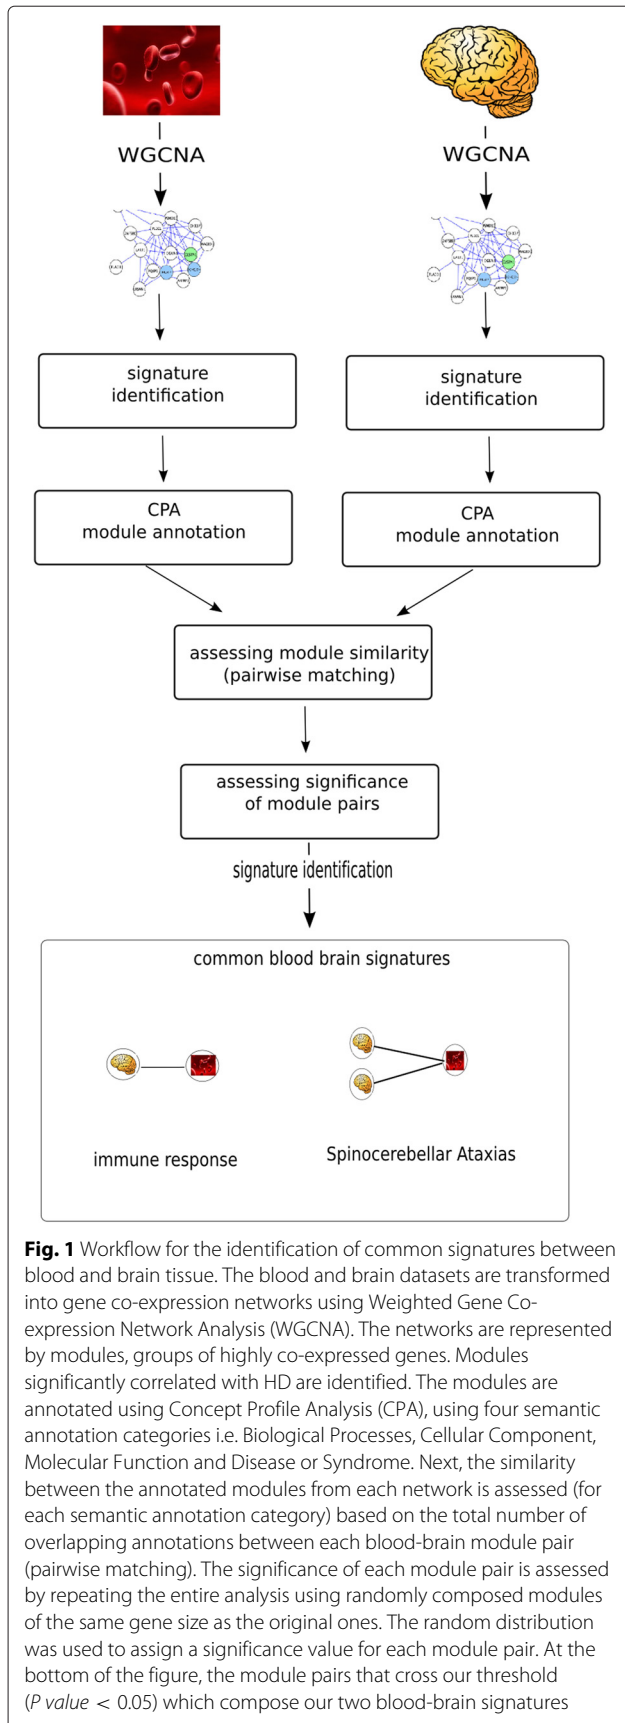 WGCNA
WGCNA
signature
identification
signature
identification
CPA
module annotation
CPA
module annotation
assessing module similarity
(pairwise matching)
assessing significance
of module pairs
signature identification
common blood brain signatures
immune response
Spinocerebellar Ataxias
Fig. 1 Workflow for the identification of common signatures between
blood and brain tissue. The blood and brain datasets are transformed
into gene co-expression networks using Weighted Gene Co-
expression Network Analysis (WGCNA). The networks are represented
by modules, groups of highly co-expressed genes. Modules
significantly correlated with HD are identified. The modules are
annotated using Concept Profile Analysis (CPA), using four semantic
annotation categories i.e. Biological Processes, Cellular Component,
Molecular Function and Disease or Syndrome. Next, the similarity
between the annotated modules from each network is assessed (for
each semantic annotation category) based on the total number of
overlapping annotations between each blood-brain module pair
(pairwise matching). The significance of each module pair is assessed
by repeating the entire analysis using randomly composed modules
of the same gene size as the original ones. The random distribution
was used to assign a significance value for each module pair. At the
bottom of the figure, the module pairs that cross our threshold
(P value < 0.05) which compose our two blood-brain signatures